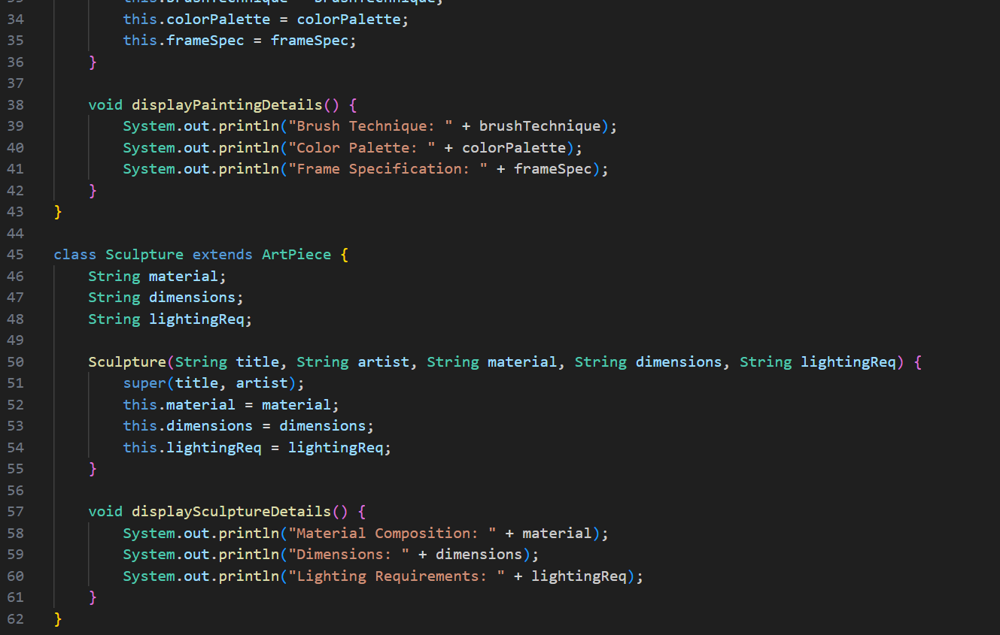 this.brushTechnique = brushTechnique;
34 this.colorPalette = colorPalette;
35 this.frameSpec = frameSpec;
36 }
37
38 void displayPaintingDetails() {
39 System.out.println("Brush Technique: " + brushTechnique);
40 System.out.println("Color Palette: " + colorPalette);
41 System.out.println("Frame Specification: " + frameSpec);
42 }
43 }
44
45 class Sculpture extends ArtPiece {
46 String material;
47 String dimensions;
48 String lightingReq;
49
50 Sculpture(String title, String artist, String material, String dimensions, String lightingReq) {
51 super(title, artist);
52 this.material = material;
53 this.dimensions = dimensions;
54 this.lightingReq = lightingReq;
55 }
56
57 void displaySculptureDetails() {
58 System.out.println("Material Composition: " + material);
59 System.out.println("Dimensions: " + dimensions);
60 System.out.println("Lighting Requirements: " + lightingReq);
61 }
62 }